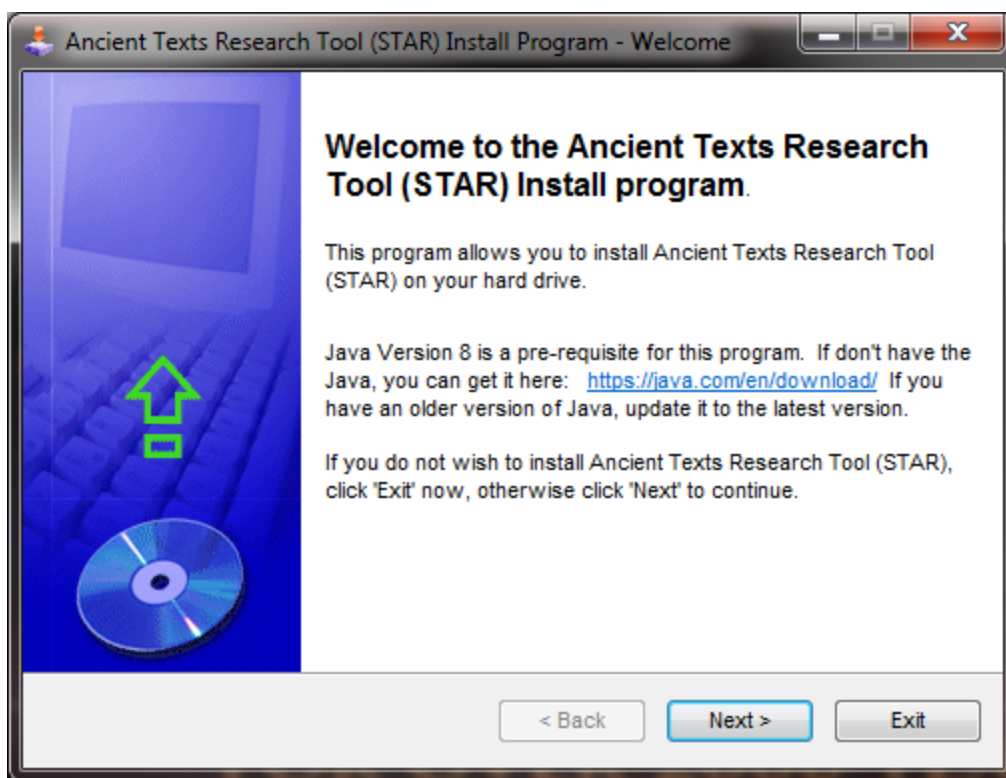 Ancient Texts Research Tool (STAR) Install Program - Welcome
Welcome to the Ancient Texts Research
Tool (STAR) Install program.
This program allows you to install Ancient Texts Research Tool
(STAR) on your hard drive.
Java Version 8 is a pre-requisite for this program. If don't have the
Java, you can get it here: https://java.com/en/download/ If you
have an older version of Java, update it to the latest version.
If you do not wish to install Ancient Texts Research Tool (STAR),
click 'Exit' now, otherwise click 'Next' to continue.
< Back Next > Exit